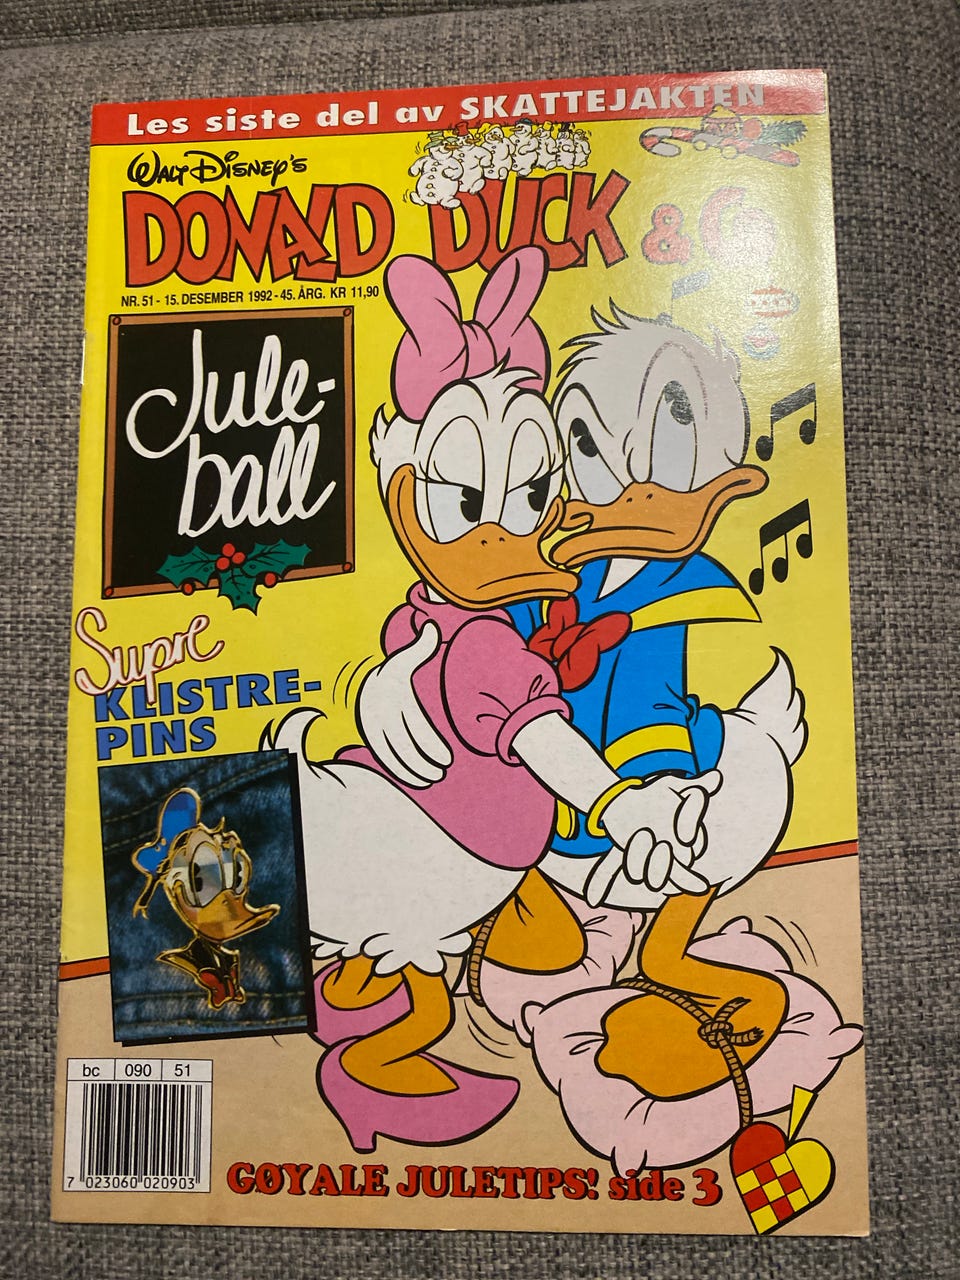 Les siste del av SKATTEJAKTEN
WALT DISNEY'S
DONALD DUCK & Co
NR. 51 - 15. DESEMBER 1992 - 45. ÅRG. KR 11,90
Jule-
ball
Supre
KLISTRE-
PINS
bc 090 51
7 023060 020903
GØYALE JULETIPS! side 3